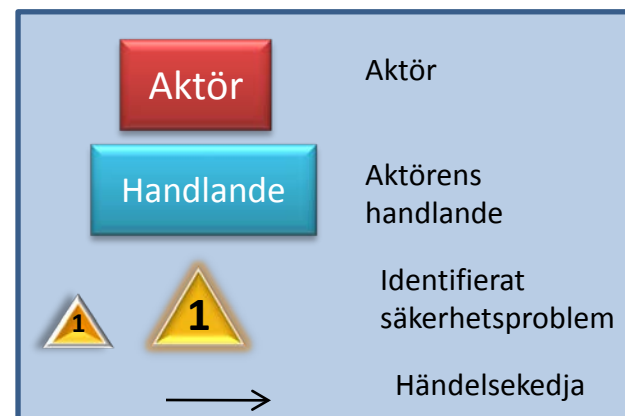 Aktör
Aktör
Handlande
Aktörens
handlande
1
1
Identifierat
säkerhetsproblem
Händelsekedja